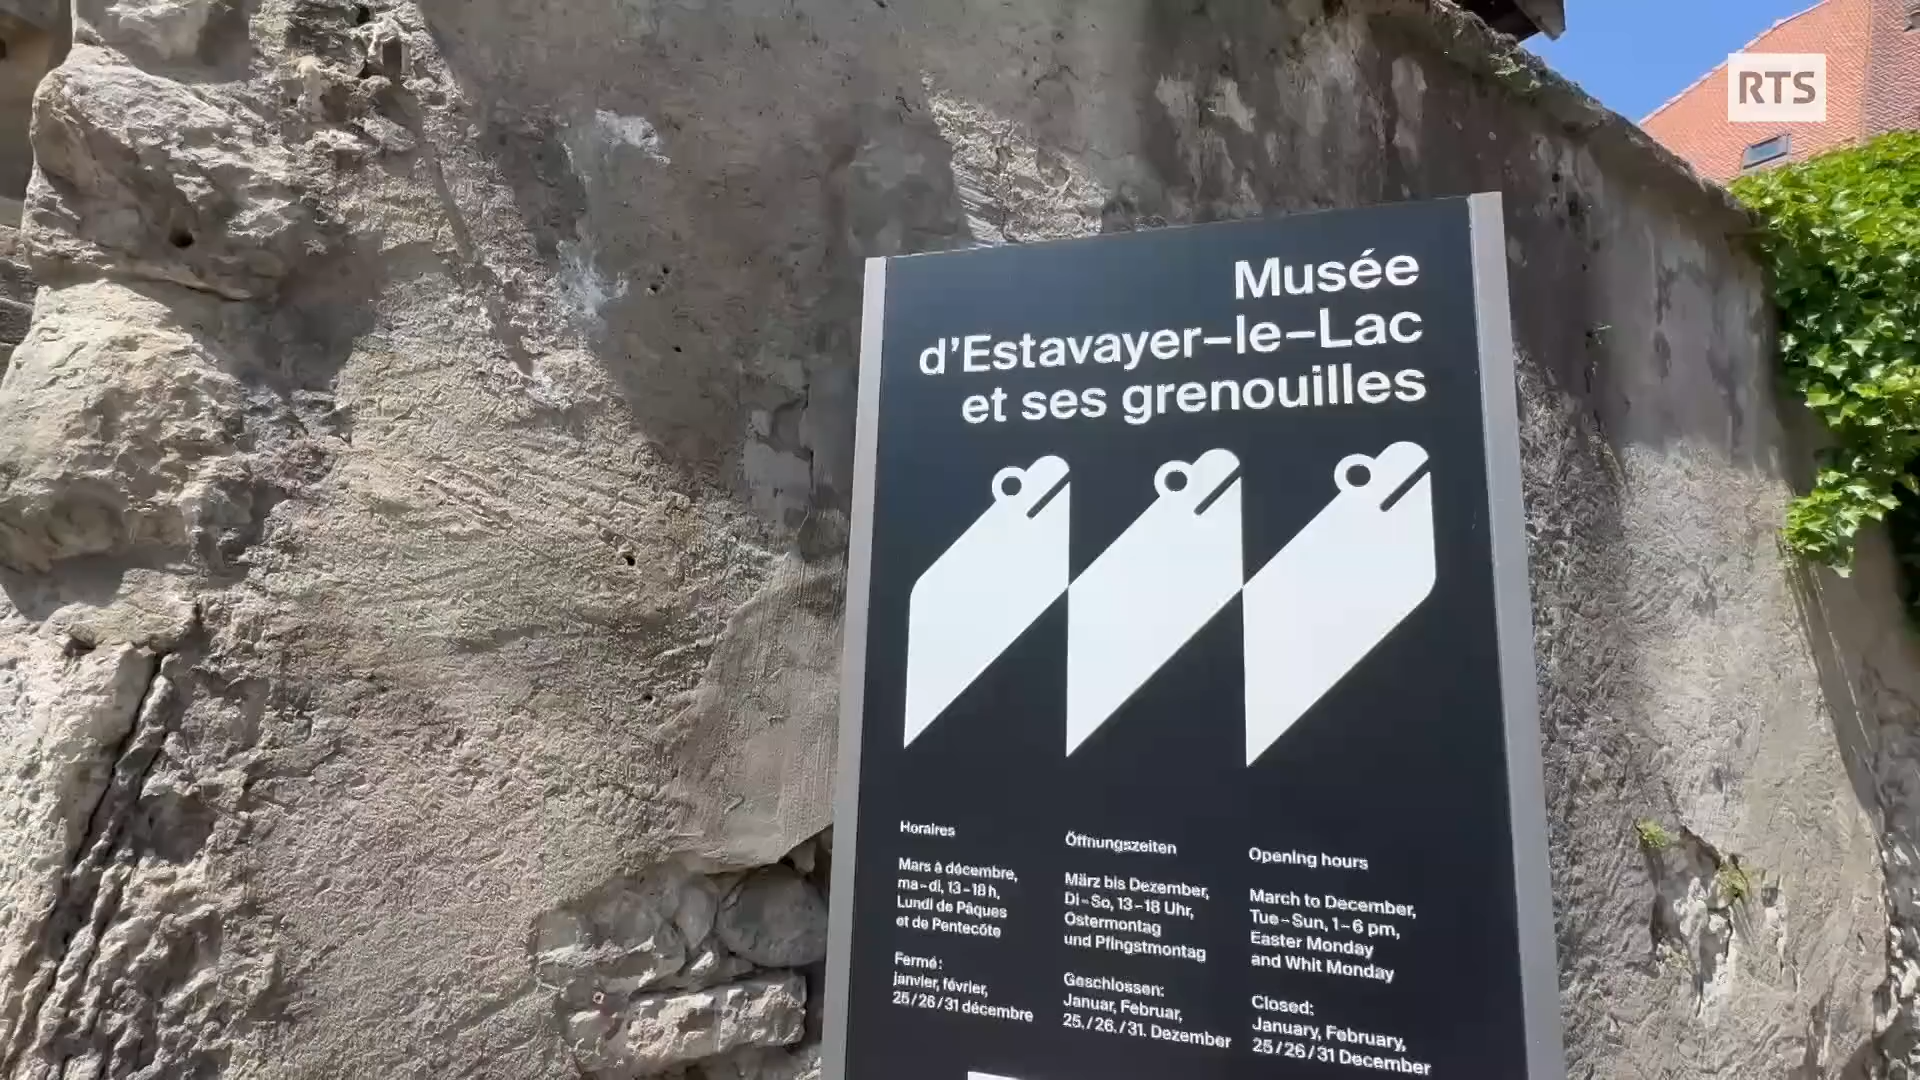 RTS
Musée
d'Estavayer-le-Lac
et ses grenouilles
Horaires
Mars à décembre,
ma-di, 13-18 h,
Lundi de Pâques
et de Pentecôte
Fermé:
janvier, février,
25/26/31 décembre
Öffnungszeiten
März bis Dezember,
Di-So, 13-18 Uhr,
Ostermontag
und Pfingstmontag
Geschlossen:
Januar, Februar,
25./26./31. Dezember
Opening hours
March to December,
Tue-Sun, 1-6 pm,
Easter Monday
and Whit Monday
Closed:
January, February,
25/26/31 December